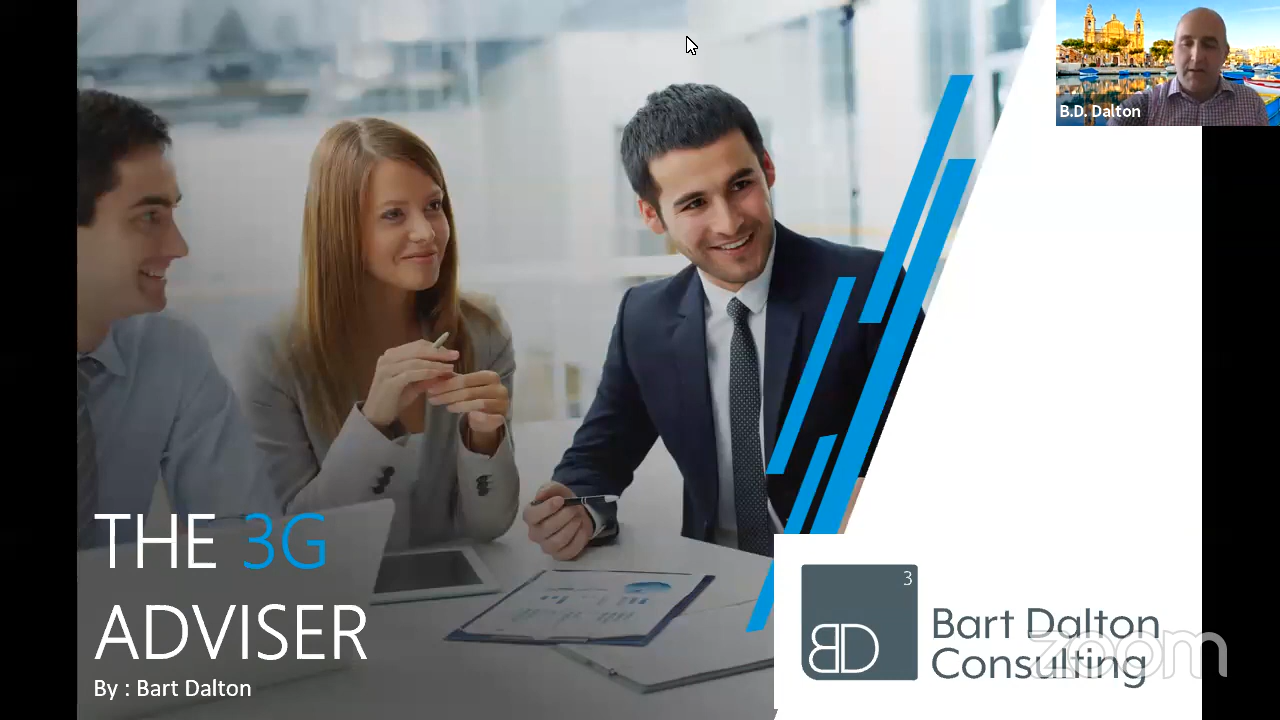 B.D. Dalton
THE 3G
ADVISER
By : Bart Dalton
3
BD
Bart Dalton
Consulting
zoom